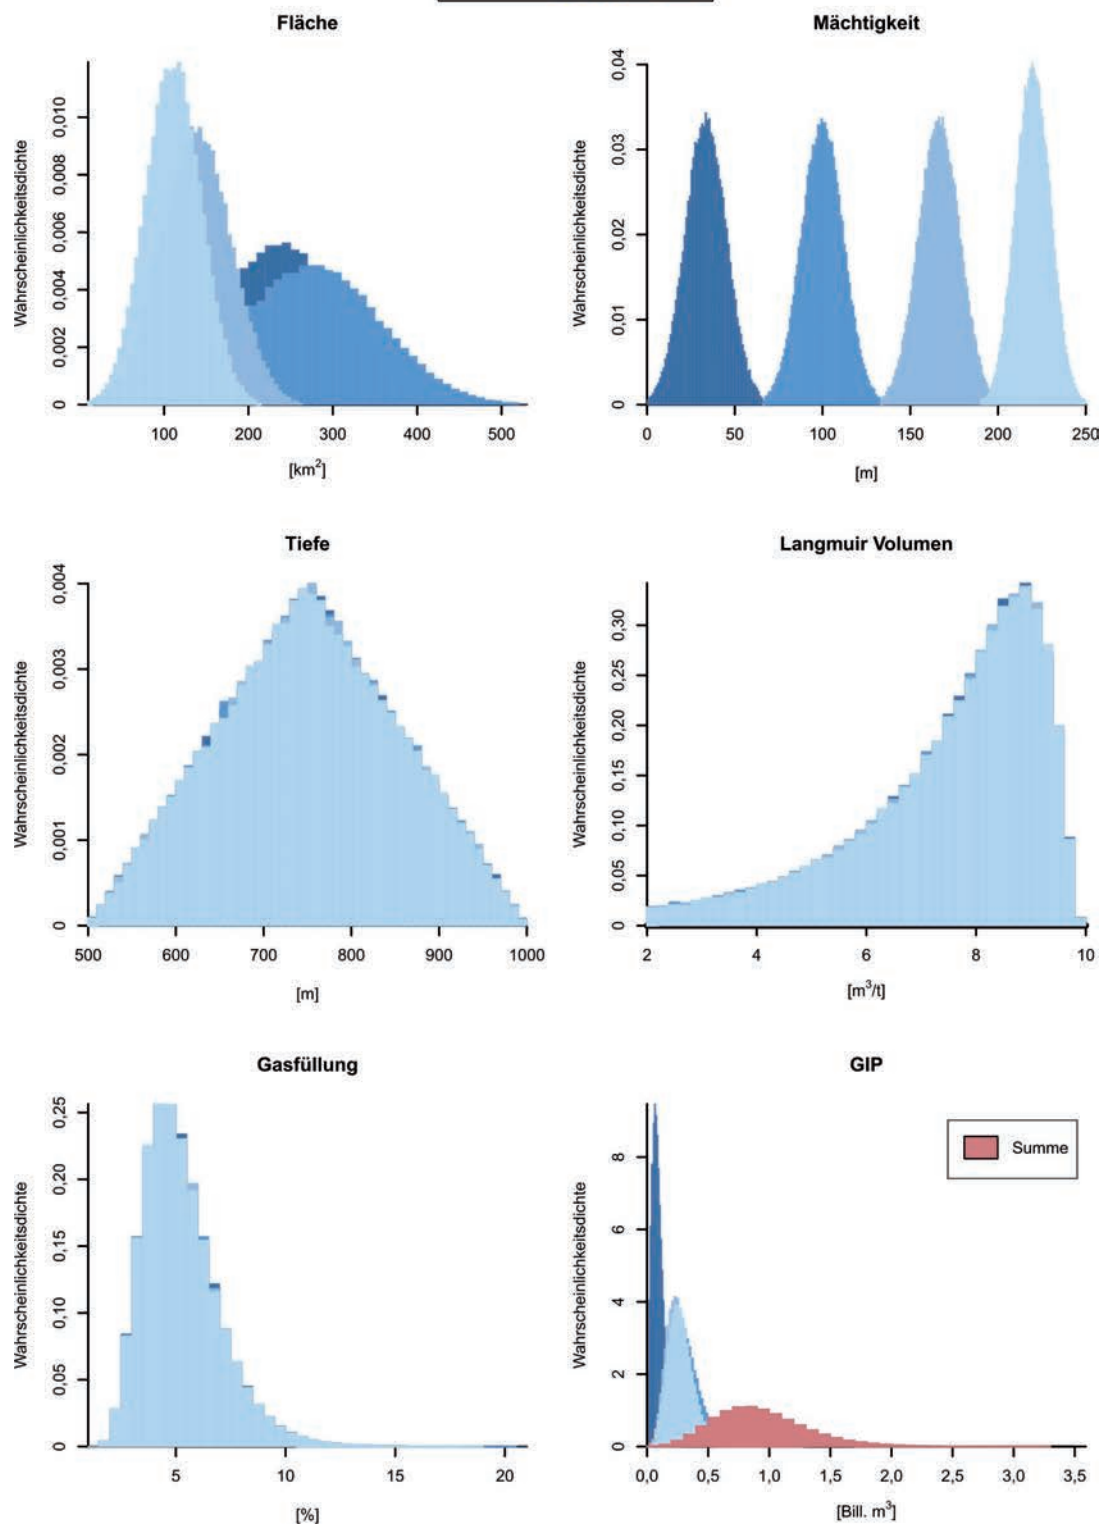 Fläche
Wahrscheinlichkeitsdichte
0,010
0,008
0,006
0,004
0,002
0
100 200 300 400 500
[km²]
Mächtigkeit
Wahrscheinlichkeitsdichte
0,04
0,03
0,02
0,01
0
0 50 100 150 200 250
[m]
Tiefe
Wahrscheinlichkeitsdichte
0,004
0,003
0,002
0,001
0
500 600 700 800 900 1000
[m]
Langmuir Volumen
Wahrscheinlichkeitsdichte
0,30
0,25
0,20
0,15
0,10
0,05
0
2 4 6 8 10
[m³/t]
Gasfüllung
Wahrscheinlichkeitsdichte
0,25
0,20
0,15
0,10
0,05
0
5 10 15 20
[%]
GIP
Wahrscheinlichkeitsdichte
8
6
4
2
0
0,0 0,5 1,0 1,5 2,0 2,5 3,0 3,5
[Bill. m³]
Summe